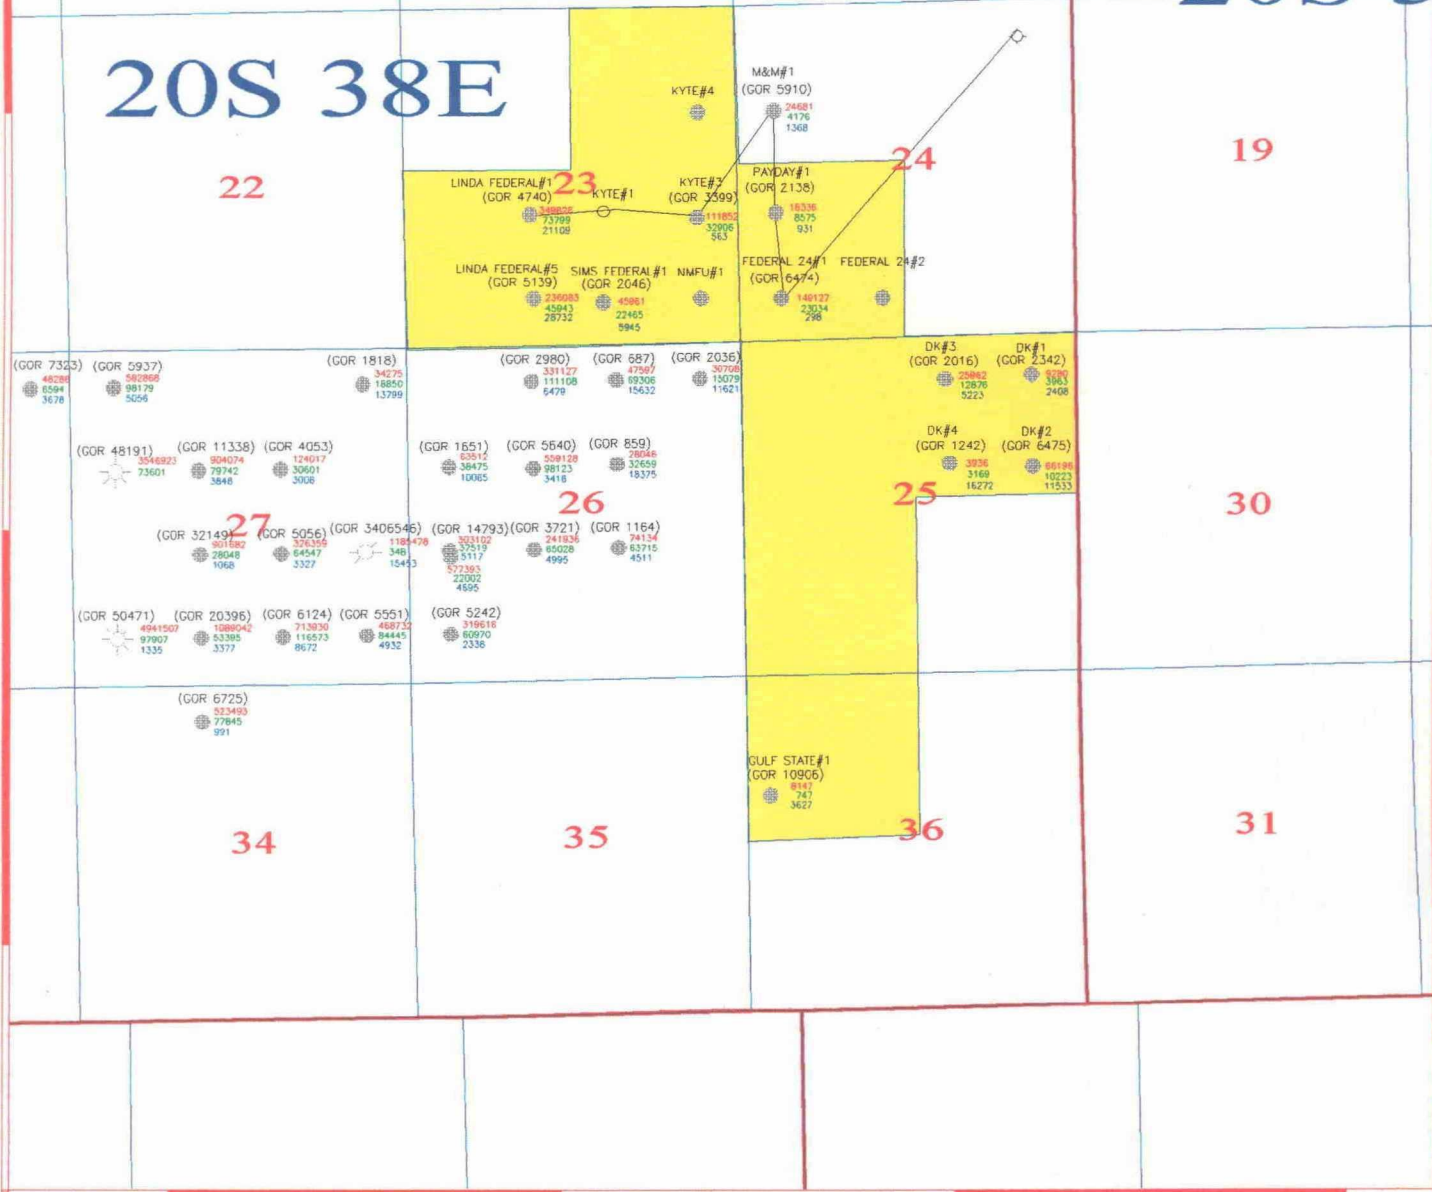 20S 38E
22
23
24
19
KYTE#4
M&M#1
(GOR 5910)
24681
4176
1368
LINDA FEDERAL#1
(GOR 4740)
73799
21109
KYTE#1
KYTE#3
(GOR 3399)
111852
32906
563
PAYDAY#1
(GOR 2138)
18336
8575
931
LINDA FEDERAL#5
(GOR 5139)
236083
45943
28732
SIMS FEDERAL#1
(GOR 2046)
45961
22465
5945
NMFU#1
FEDERAL 24#1
(GOR 6474)
149127
23034
298
FEDERAL 24#2
(GOR 7323)
48288
6594
3678
(GOR 5937)
582868
98179
5056
(GOR 1818)
34275
18850
13799
(GOR 2980)
331127
111108
6479
(GOR 687)
47597
69306
15632
(GOR 2036)
30708
15079
11621
DK#3
(GOR 2016)
25962
12876
5223
DK#1
(GOR 2342)
9280
3963
2408
(GOR 48191)
3546923
73601
(GOR 11338)
904074
79742
3848
(GOR 4053)
124017
30601
3008
(GOR 1651)
63512
38475
10065
(GOR 5640)
559128
98123
3418
(GOR 859)
28046
32659
18375
DK#4
(GOR 1242)
3936
3169
16272
DK#2
(GOR 6475)
66196
10223
11533
27
26
25
30
(GOR 32149)
901682
28048
1068
(GOR 5056)
326359
64547
3327
(GOR 3406546)
1185478
348
15453
(GOR 14793)
303102
37519
5117
577393
22002
4695
(GOR 3721)
241936
65028
4995
(GOR 1164)
74134
63715
4511
(GOR 50471)
4941507
97907
1335
(GOR 20396)
1089042
53395
3377
(GOR 6124)
713930
116573
8672
(GOR 5551)
468732
84445
4932
(GOR 5242)
319616
60970
2336
(GOR 6725)
523493
77845
991
GULF STATE#1
(GOR 10906)
8147
747
3627
34
35
36
31